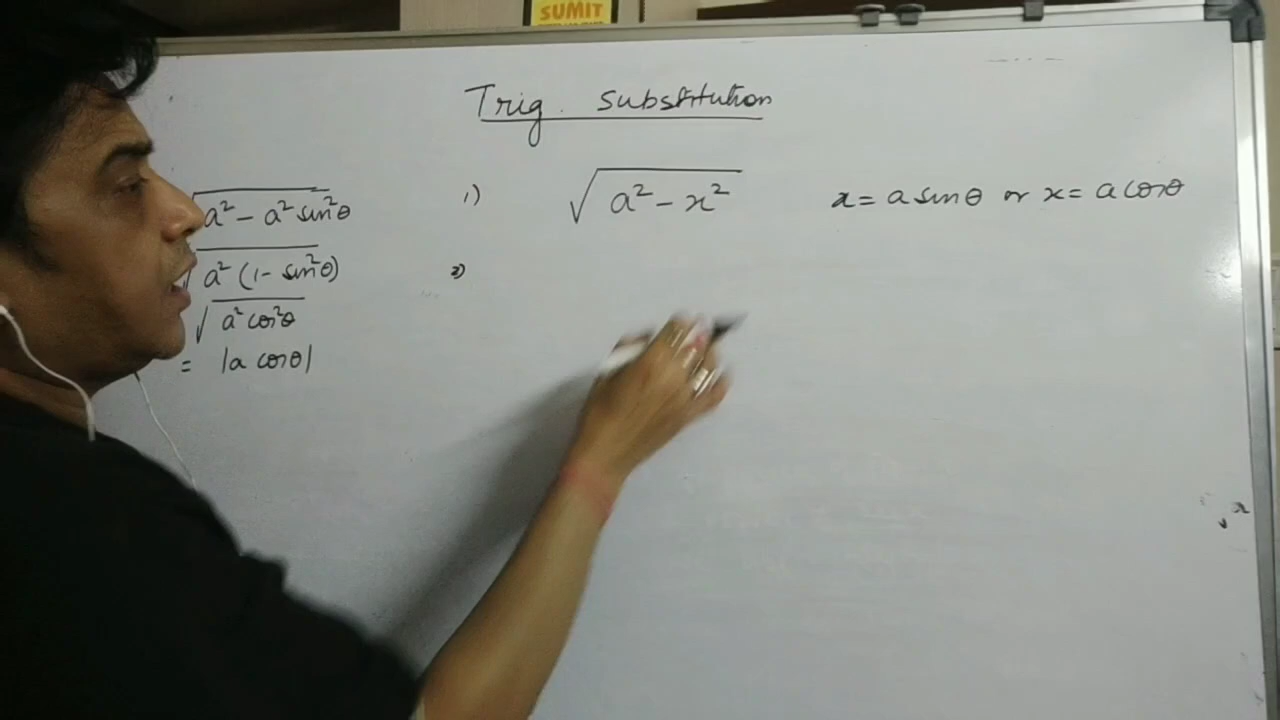 SUMIT
Trig. Substitution
1) √(a² - x²) x = a sinθ or x = a cosθ
2)
√(a² - a² sin²θ)
√(a² (1 - sin²θ))
√(a² cos²θ)
= |a cosθ|
x